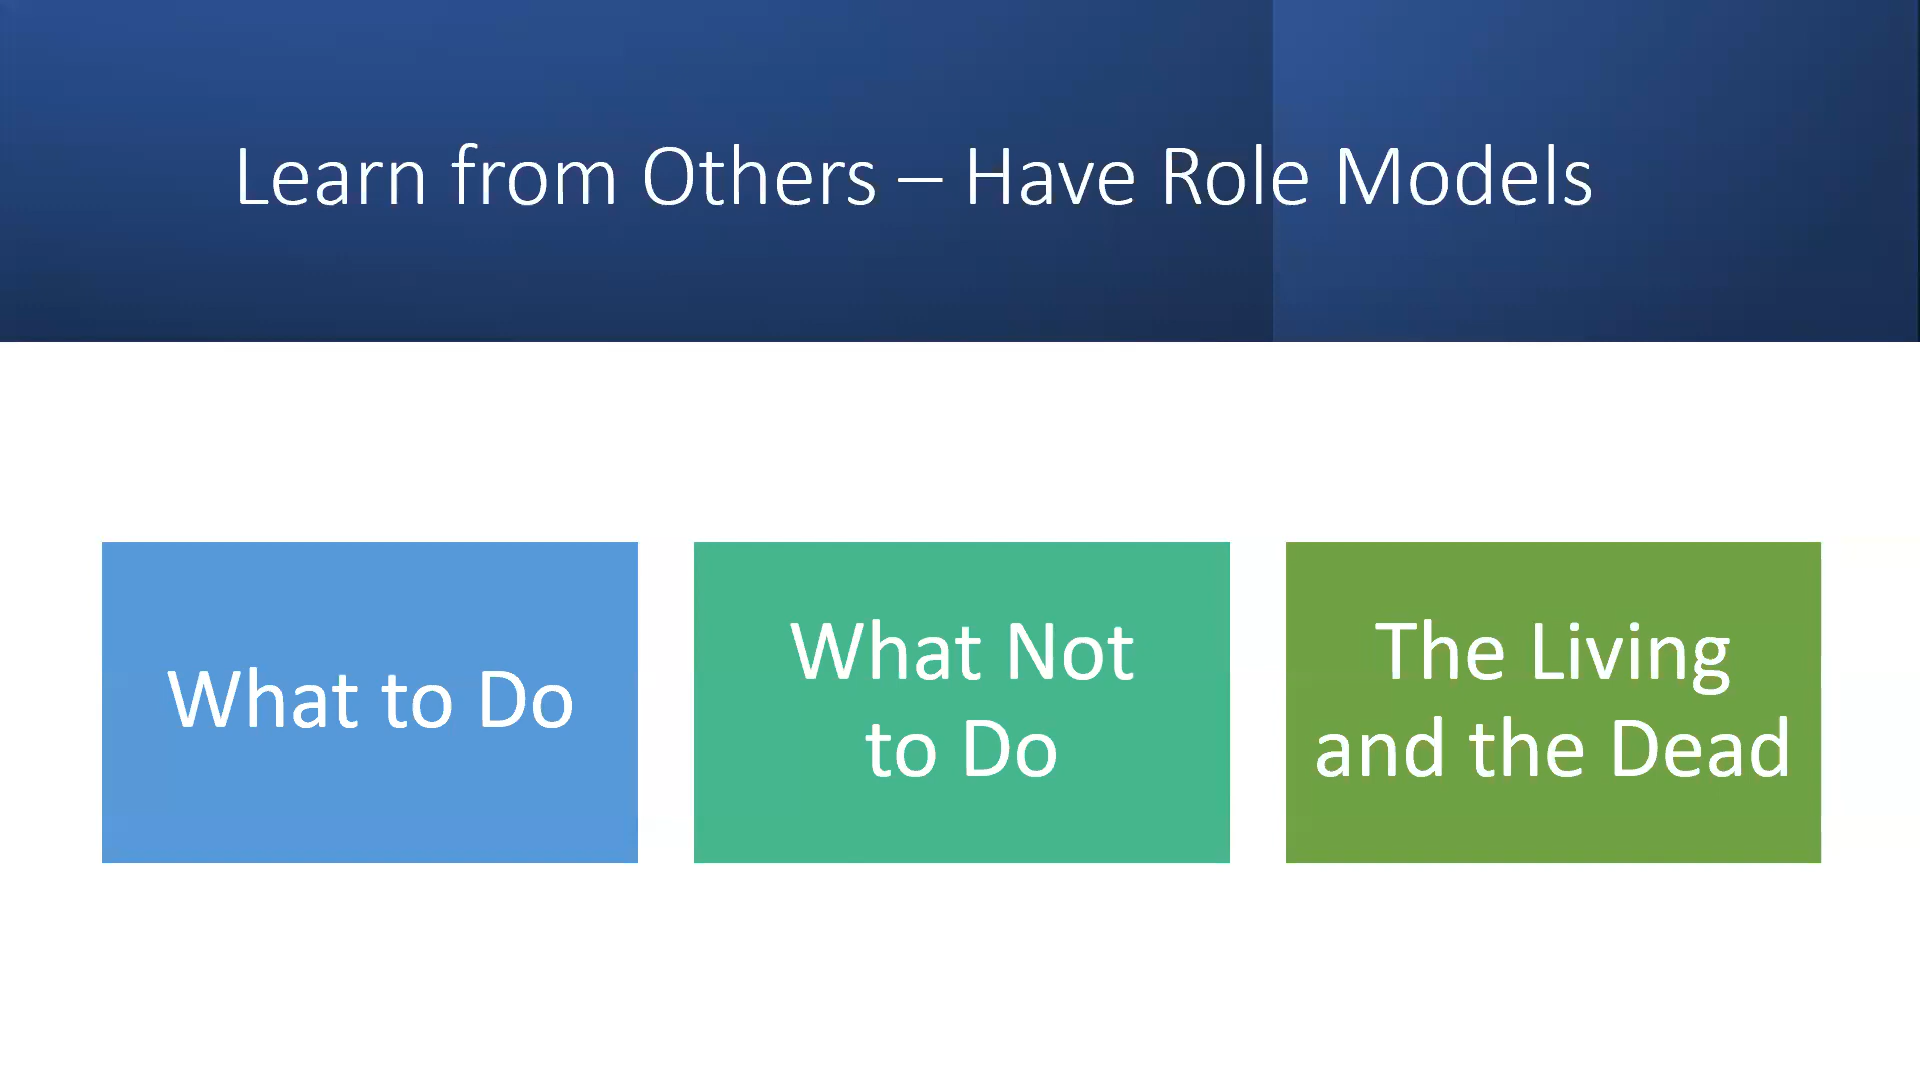 Learn from Others – Have Role Models
What to Do
What Not
to Do
The Living
and the Dead